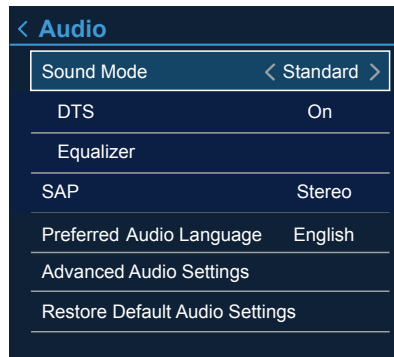 < Audio
Sound Mode < Standard >
DTS On
Equalizer
SAP Stereo
Preferred Audio Language English
Advanced Audio Settings
Restore Default Audio Settings